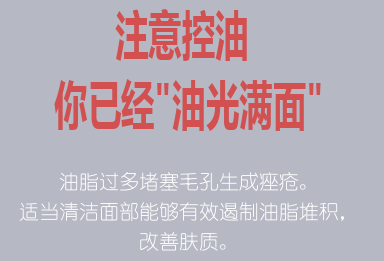 注意控油
你已经"油光满面"
油脂过多堵塞毛孔生成痤疮。
适当清洁面部能够有效遏制油脂堆积，
改善肤质。